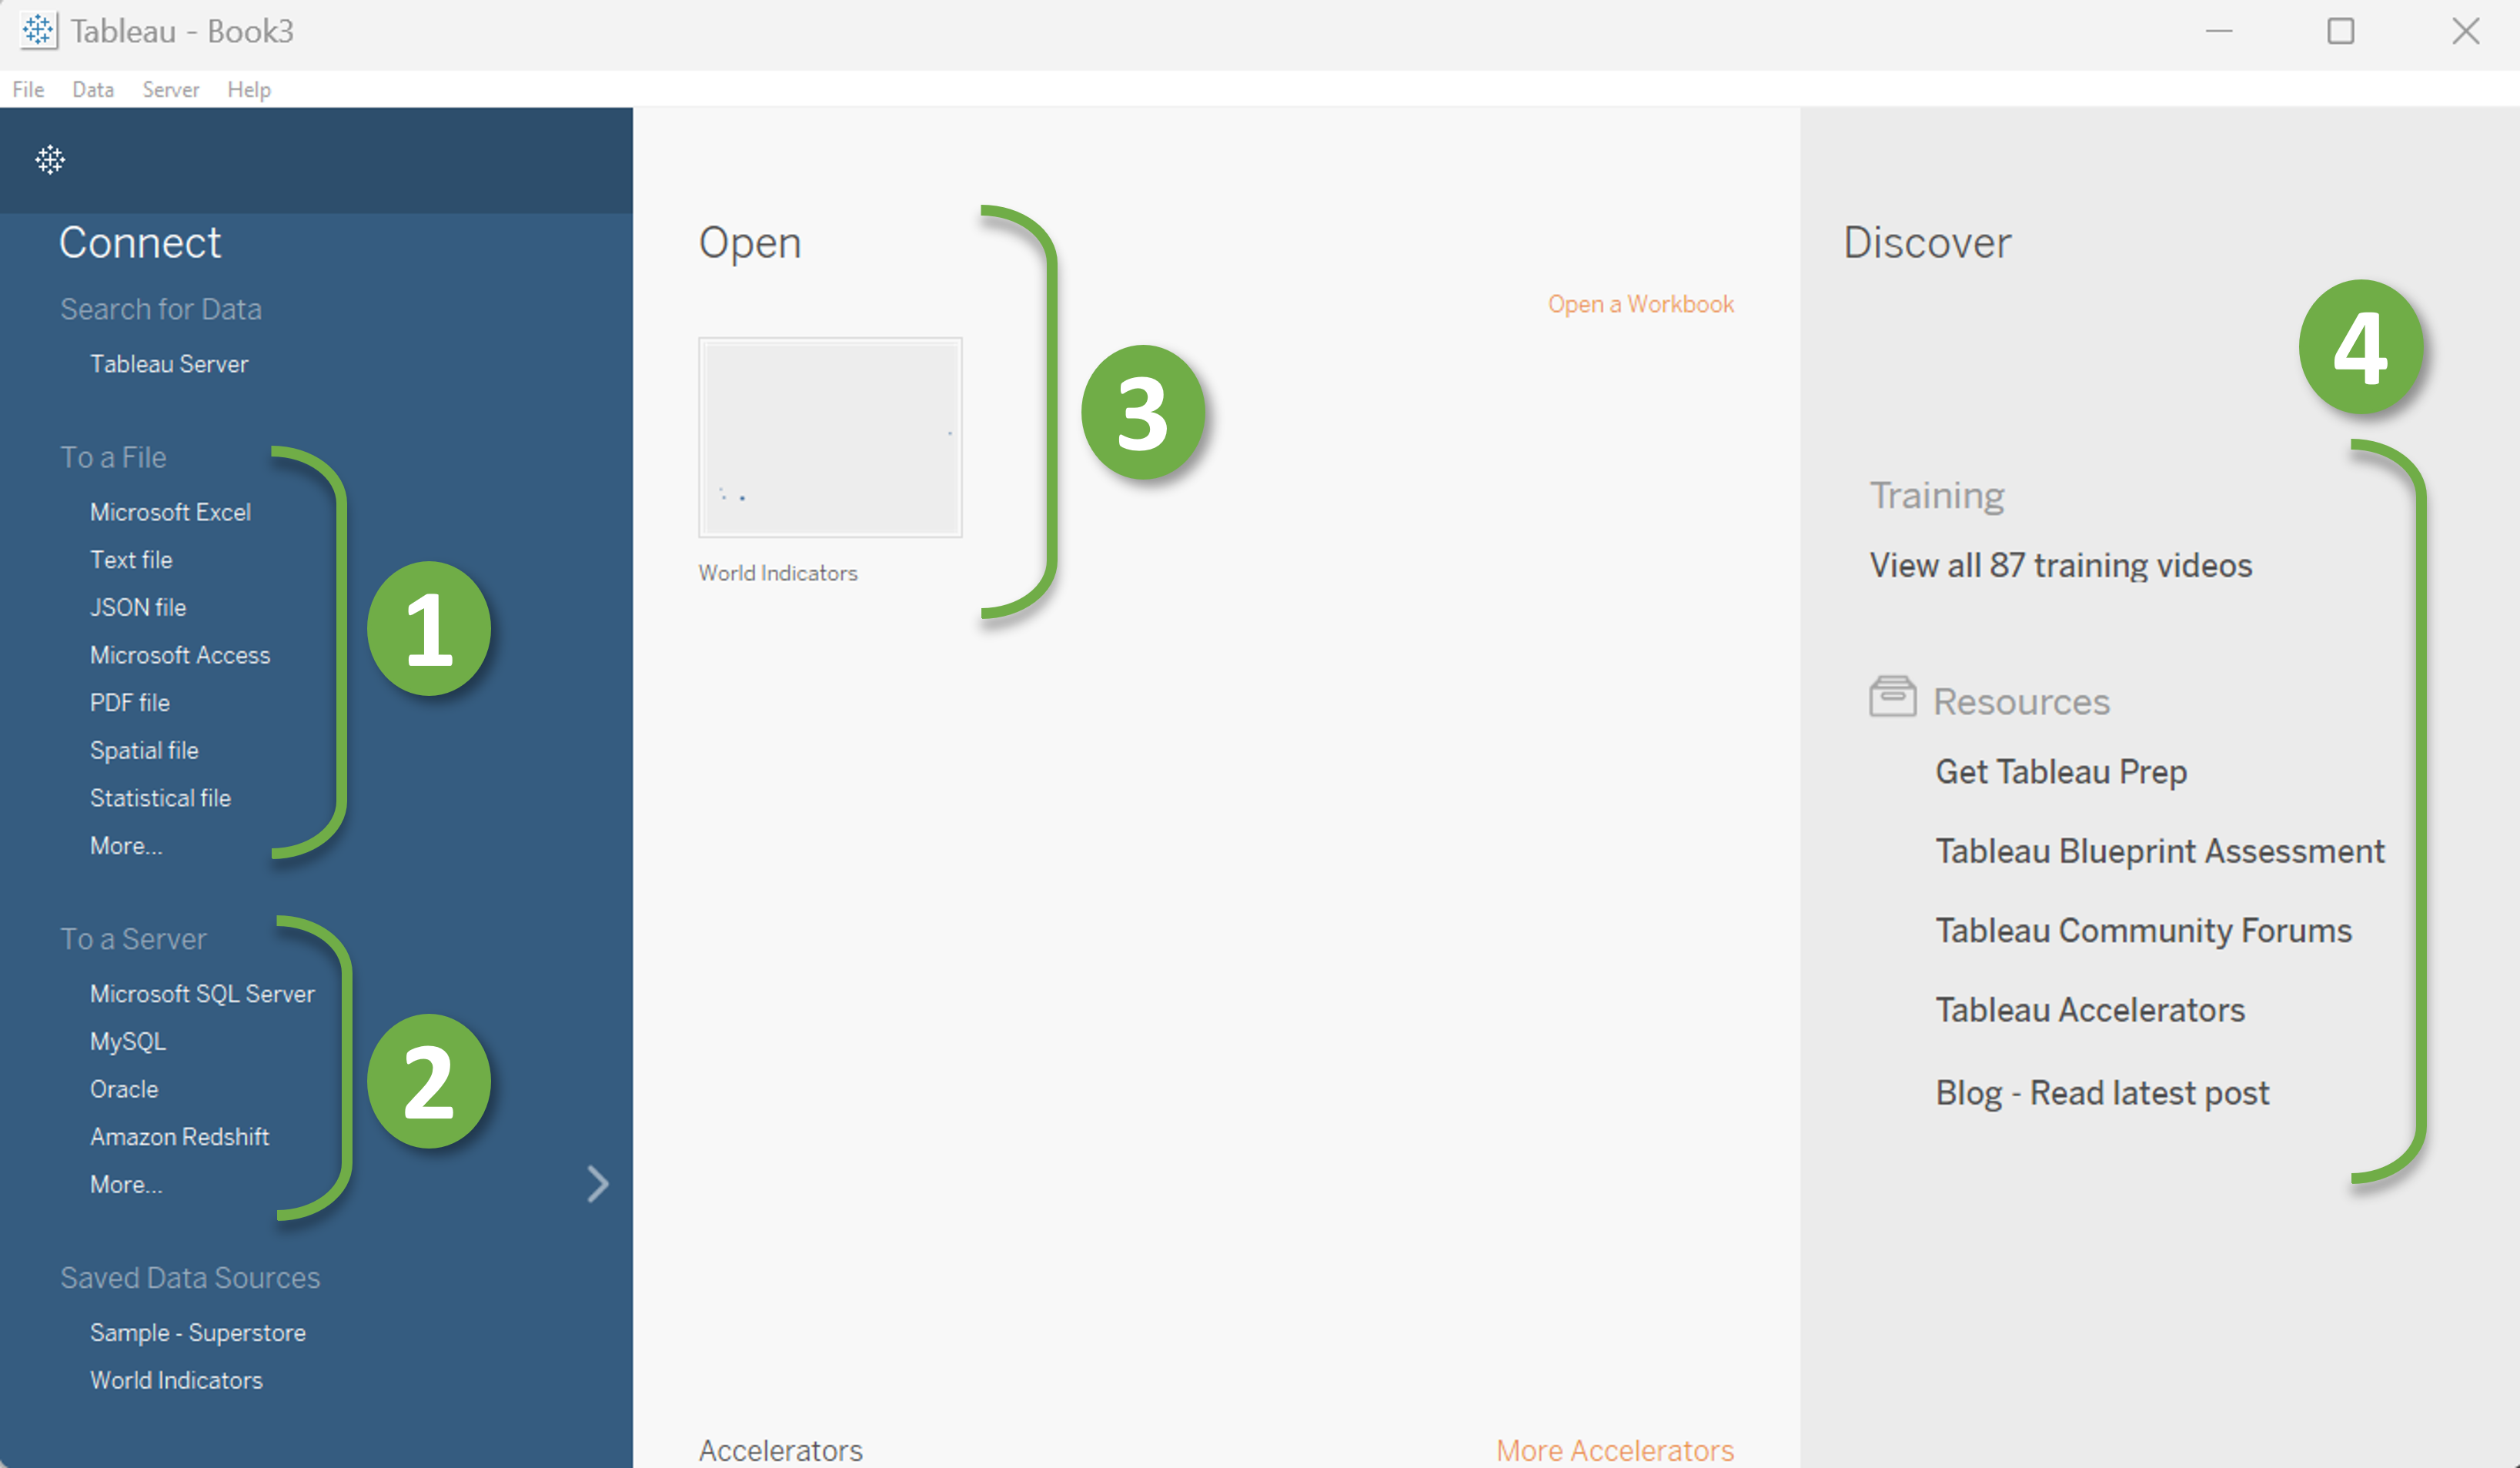 Tableau - Book3
File Data Server Help
Connect
Search for Data
Tableau Server
To a File
Microsoft Excel
Text file
JSON file
Microsoft Access
PDF file
Spatial file
Statistical file
More...
1
To a Server
Microsoft SQL Server
MySQL
Oracle
Amazon Redshift
More...
2
Saved Data Sources
Sample - Superstore
World Indicators
Open
Open a Workbook
World Indicators
3
Accelerators
More Accelerators
Discover
4
Training
View all 87 training videos
Resources
Get Tableau Prep
Tableau Blueprint Assessment
Tableau Community Forums
Tableau Accelerators
Blog - Read latest post